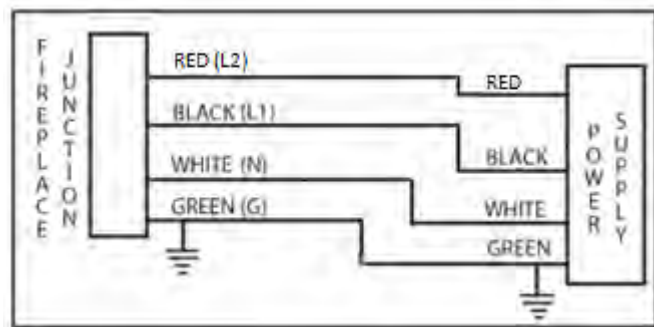 FIREPLACE
JUNCTION
RED (L2)
BLACK (L1)
WHITE (N)
GREEN (G)
RED
BLACK
WHITE
GREEN
POWER
SUPPLY